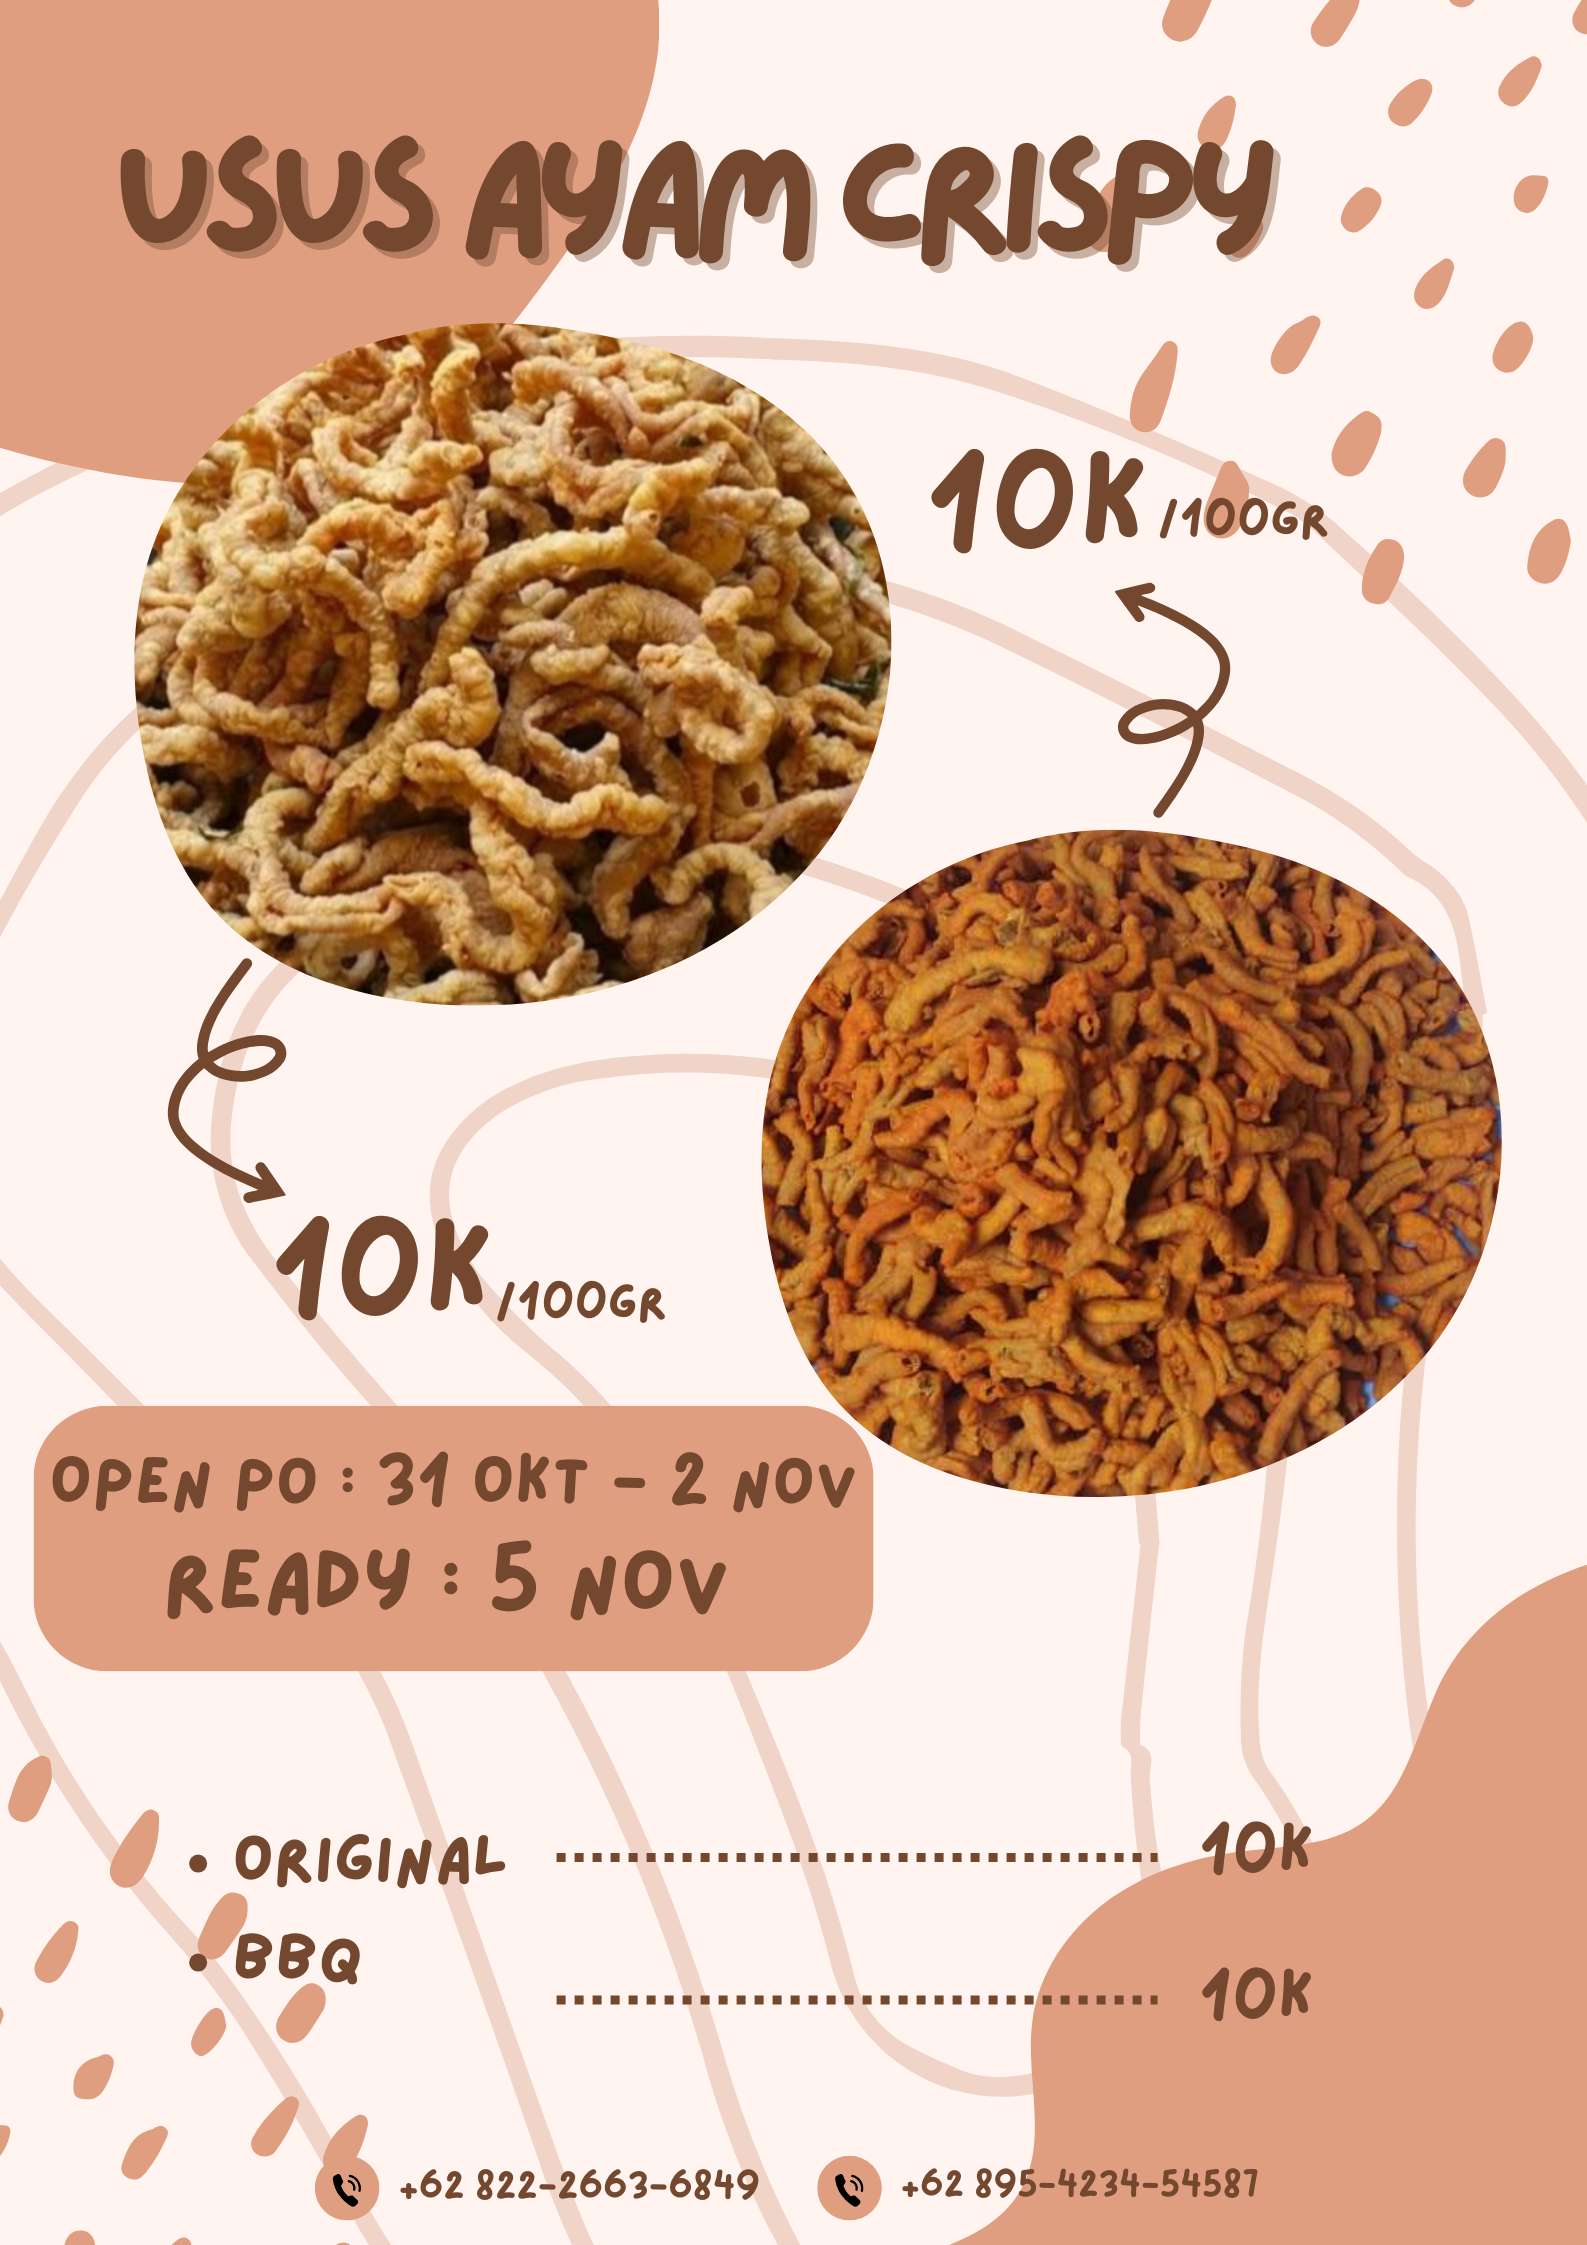 USUS AYAM CRISPY
10K /100GR
10K /100GR
OPEN PO : 31 OKT - 2 NOV
READY : 5 NOV
• ORIGINAL ................................ 10K
• BBQ ................................ 10K
+62 822-2663-6849
+62 895-4234-54587